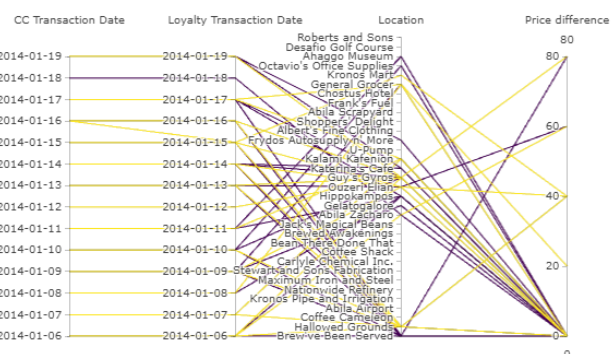 CC Transaction Date Loyalty Transaction Date Location Price difference
Roberts and Sons
Desafio Golf Course
Ahaggo Museum
Octavio's Office Supplies
Kronos Mart
General Grocer
Chostus Hotel
Frank's Fuel
Abila Scrapyard
Shoppers' Delight
Albert's Fine Clothing
Frydos Autosupply n' More
U-Pump
Kalami Kafenion
Katerina's Cafe
Guy's Gyros
Ouzeri Elian
Hippokampos
Gelatogalore
Abila Zacharo
Jack's Magical Beans
Brewed Awakenings
Bean There Done That
Coffee Shack
Carlyle Chemical Inc.
Stewart and Sons Fabrication
Maximum Iron and Steel
Nationwide Refinery
Kronos Pipe and Irrigation
Abila Airport
Coffee Cameleon
Hallowed Grounds
Brew've Been Served
2014-01-19
2014-01-18
2014-01-17
2014-01-16
2014-01-15
2014-01-14
2014-01-13
2014-01-12
2014-01-11
2014-01-10
2014-01-09
2014-01-08
2014-01-07
2014-01-06
2014-01-19
2014-01-18
2014-01-17
2014-01-16
2014-01-15
2014-01-14
2014-01-13
2014-01-12
2014-01-11
2014-01-10
2014-01-09
2014-01-08
2014-01-07
2014-01-06
80
80
60
40
20
0
0